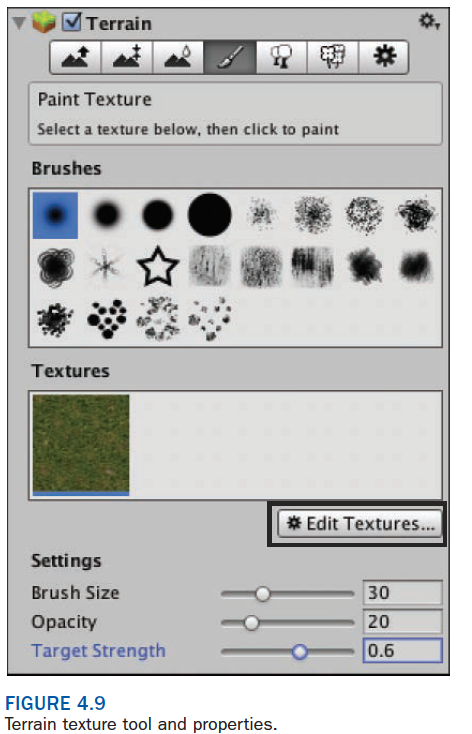 Terrain
Paint Texture
Select a texture below, then click to paint
Brushes
Textures
Edit Textures...
Settings
Brush Size 30
Opacity 20
Target Strength 0.6
FIGURE 4.9
Terrain texture tool and properties.